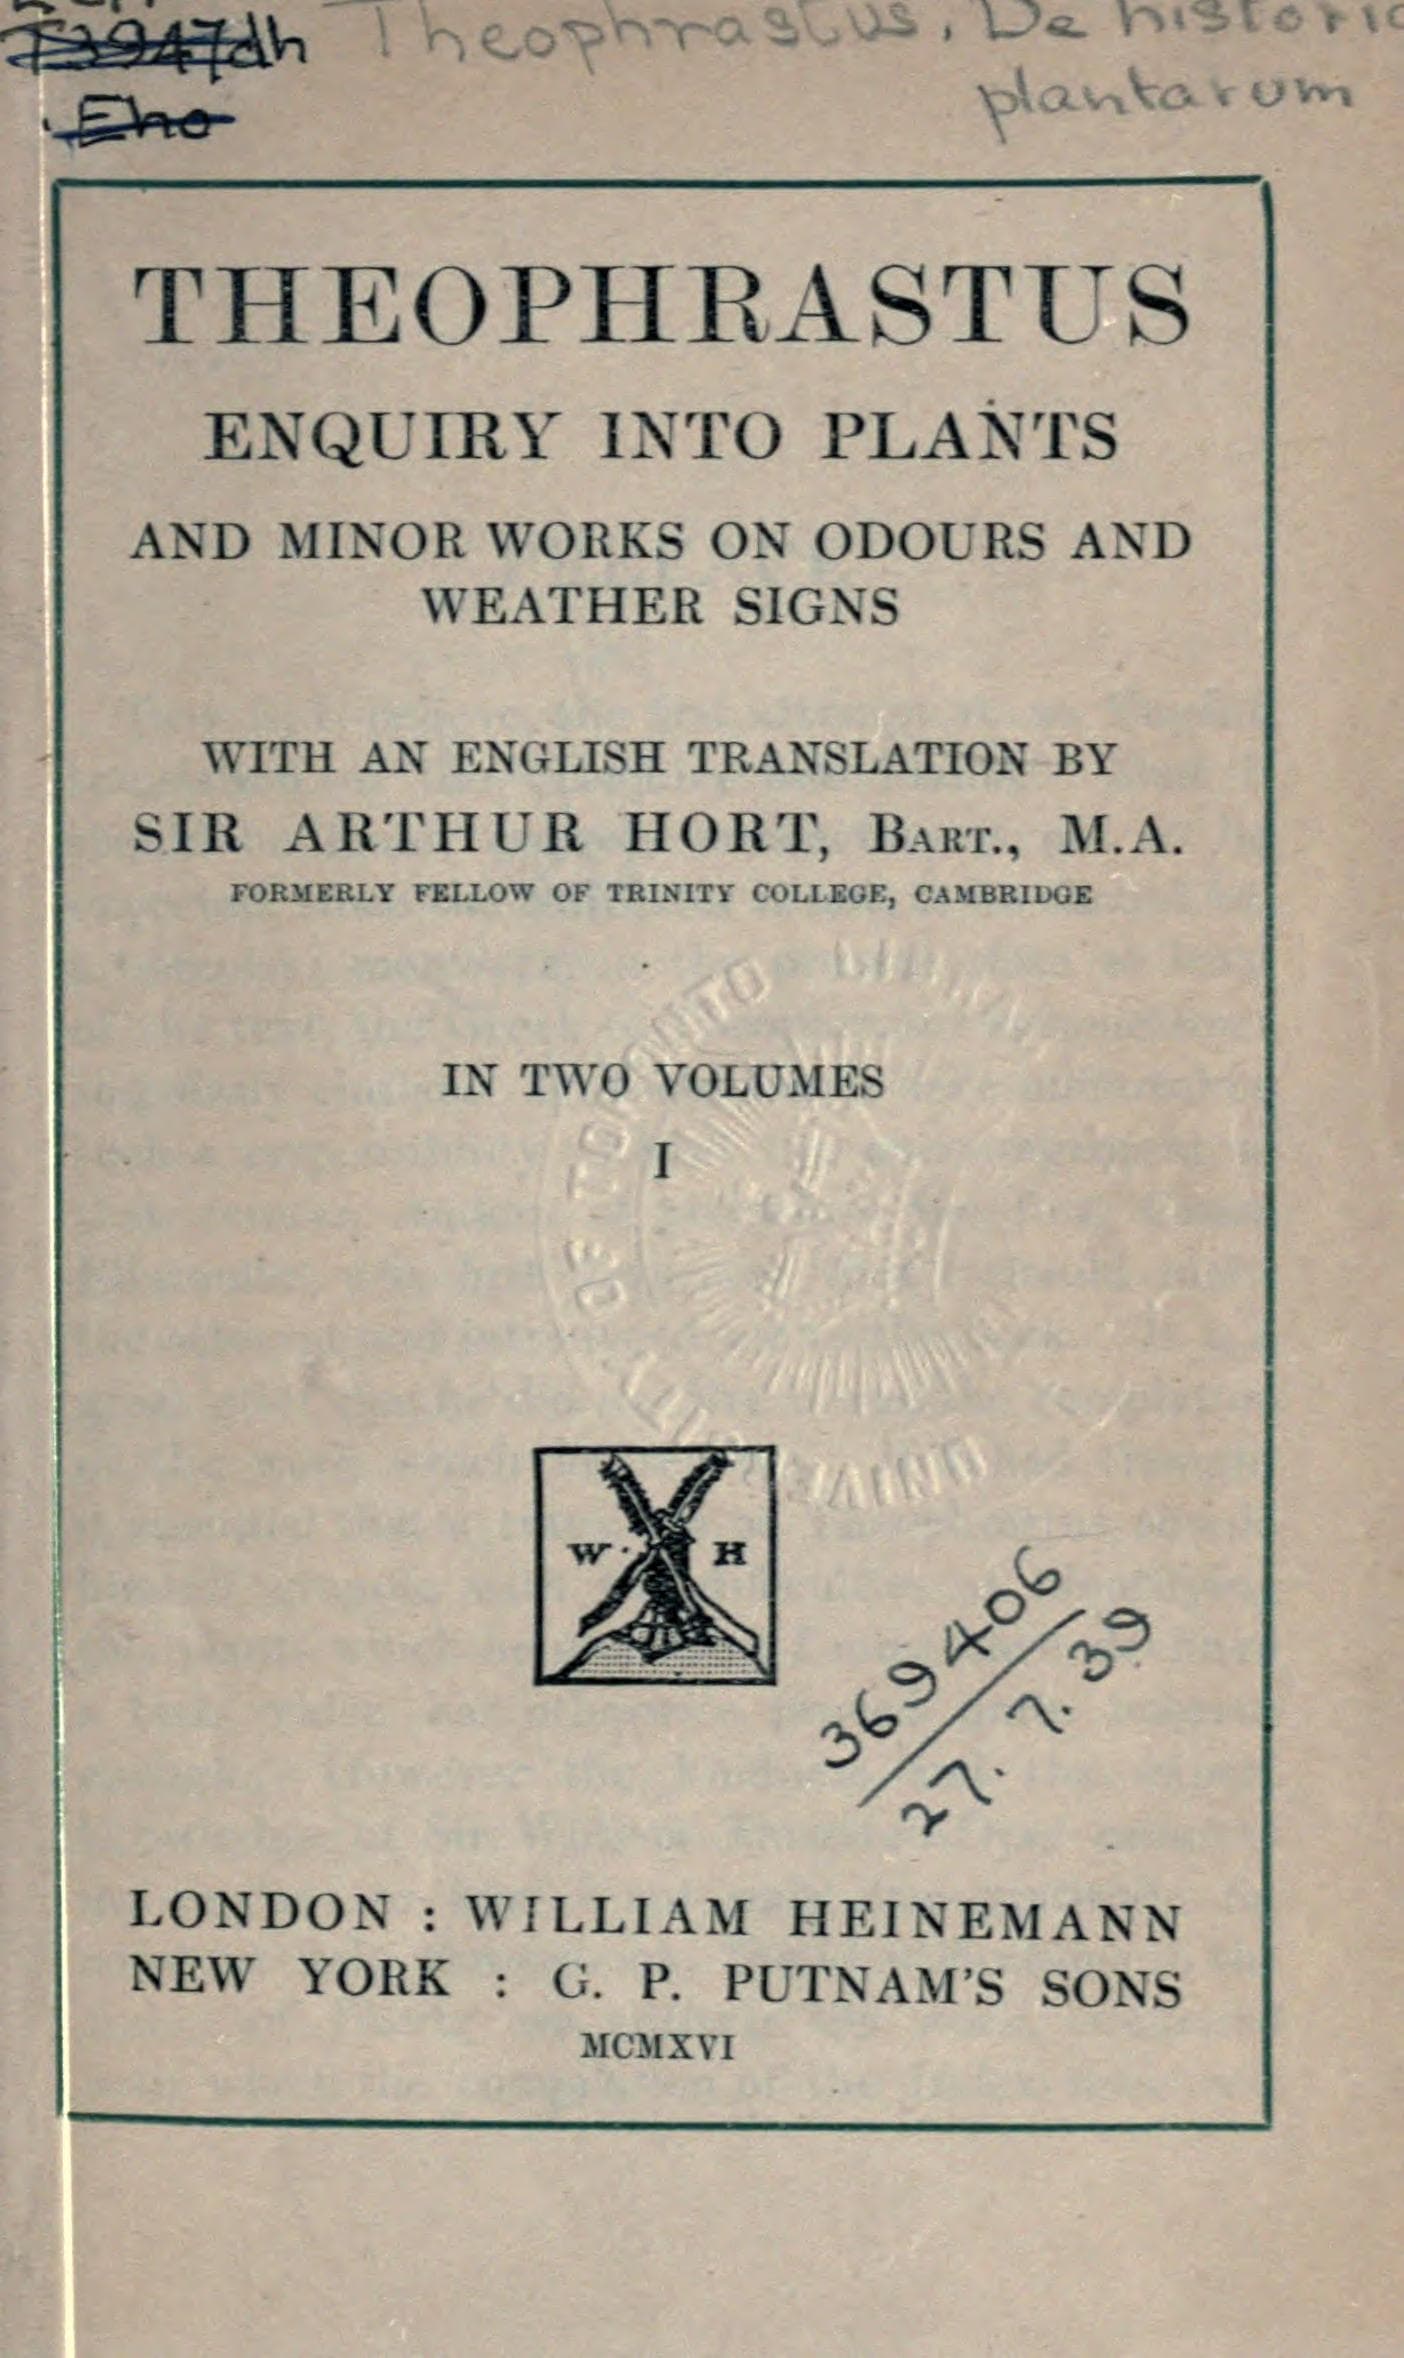 T3947dh
Theophrastus. De historia
plantarum
Eho
THEOPHRASTUS
ENQUIRY INTO PLANTS
AND MINOR WORKS ON ODOURS AND
WEATHER SIGNS
WITH AN ENGLISH TRANSLATION BY
SIR ARTHUR HORT, BART., M.A.
FORMERLY FELLOW OF TRINITY COLLEGE, CAMBRIDGE
IN TWO VOLUMES
I
W · H
369406
27. 7. 39
LONDON : WILLIAM HEINEMANN
NEW YORK : G. P. PUTNAM'S SONS
MCMXVI